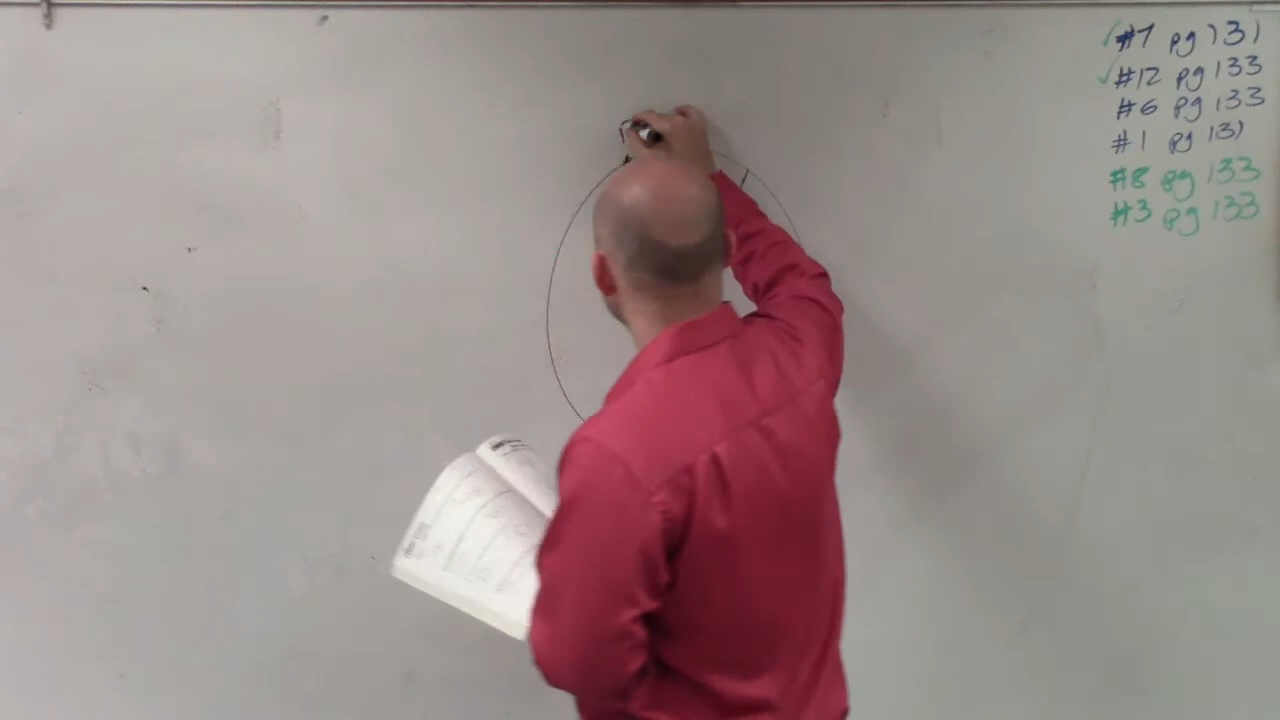 ✓#7 pg 131
✓#12 pg 133
#6 pg 133
#1 pg 131
#8 pg 133
#3 pg 133